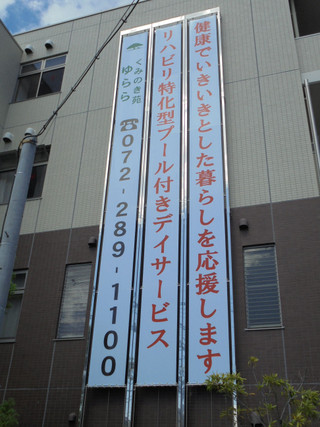 健康でいきいきとした暮らしを応援します
リハビリ特化型プール付きデイサービス
くみのき苑
ゆらら
☎072-289-1100